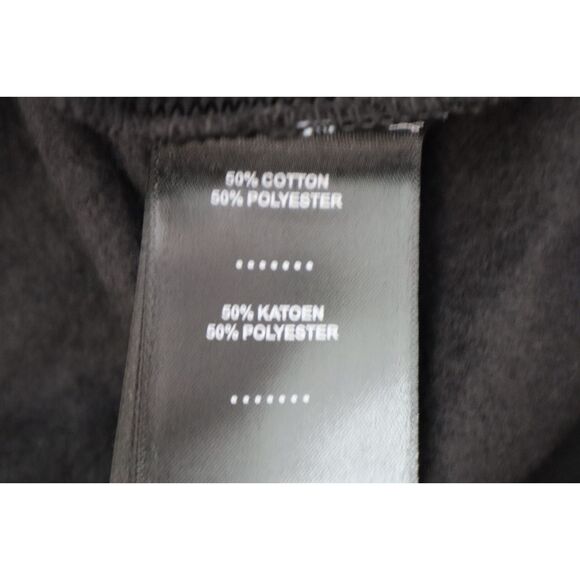 50% COTTON
50% POLYESTER
.......
50% KATOEN
50% POLYESTER
.......